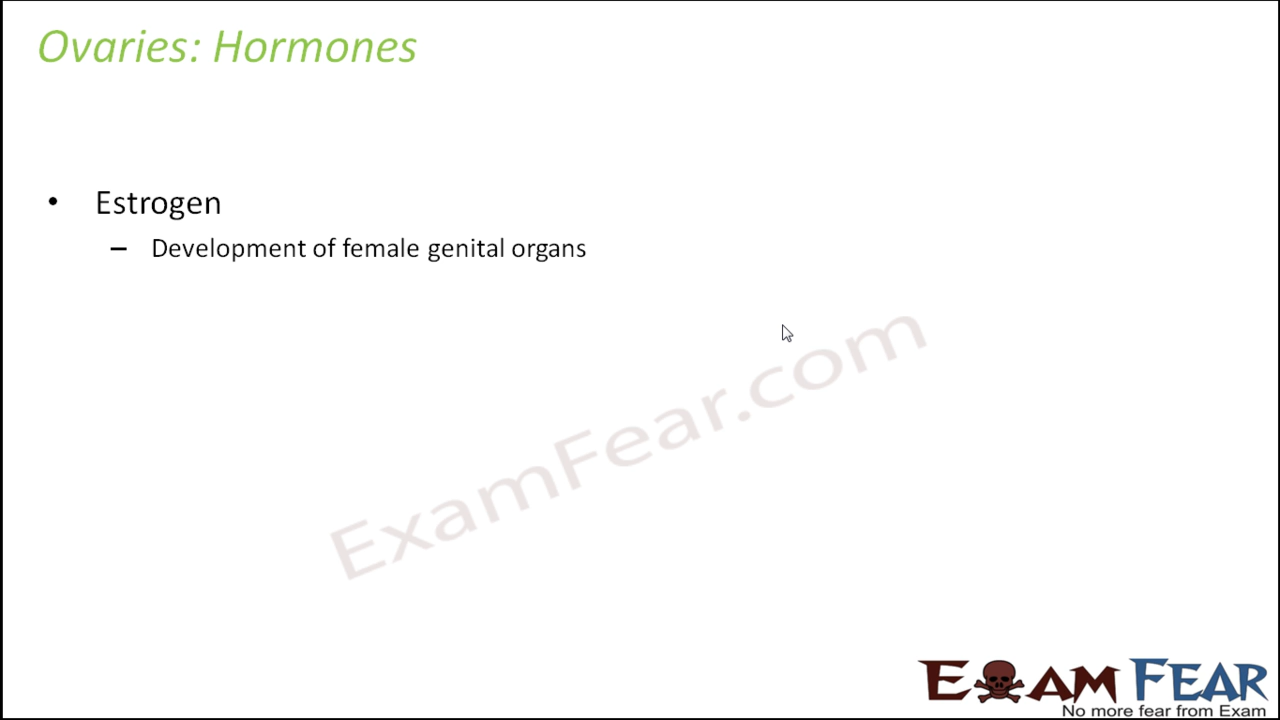 Ovaries: Hormones
• Estrogen
– Development of female genital organs
ExamFear.com
EXAM FEAR
No more fear from Exam